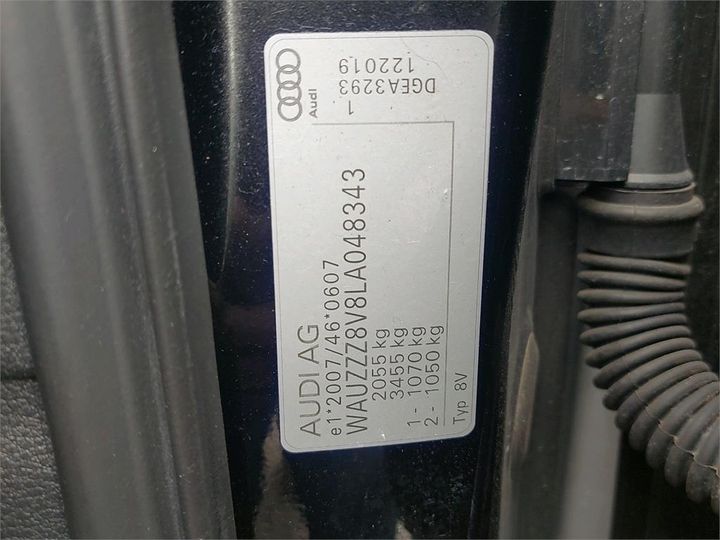 AUDI AG
e1*2007/46*0607
WAUZZZ8V8LA048343
2055 kg
3455 kg
1 - 1070 kg
2 - 1050 kg
Typ 8V
Audi
1
DGEA3293
122019